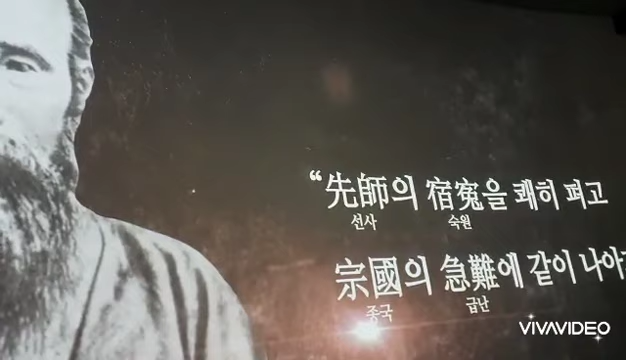 “先師의 宿寃을 쾌히 펴고
선사 숙원
宗國의 急難에 같이 나아
종국 급난
VIVAVIDEO